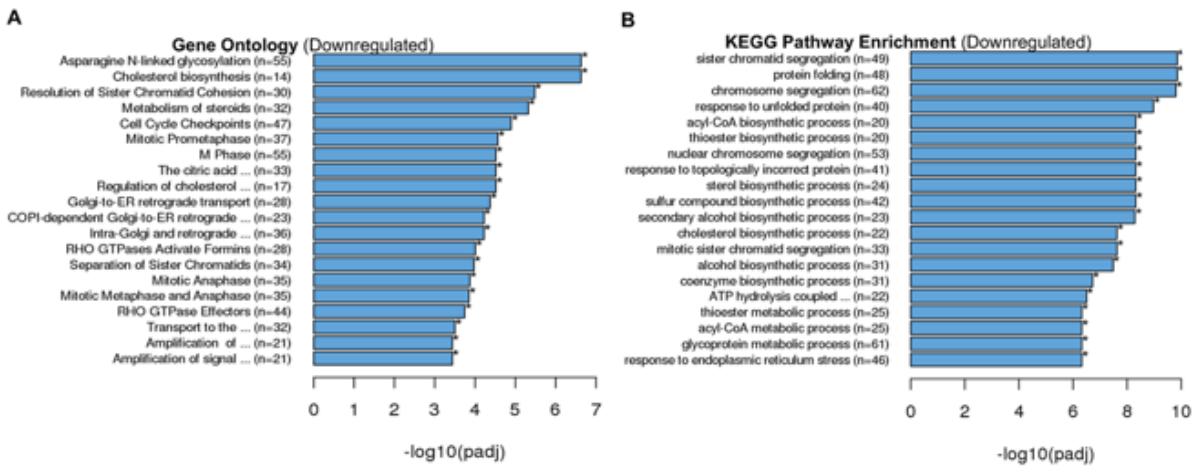 A
Gene Ontology (Downregulated)
Asparagine N-linked glycosylation (n=55)
Cholesterol biosynthesis (n=14)
Resolution of Sister Chromatid Cohesion (n=30)
Metabolism of steroids (n=32)
Cell Cycle Checkpoints (n=47)
Mitotic Prometaphase (n=37)
M Phase (n=55)
The citric acid ... (n=33)
Regulation of cholesterol ... (n=17)
Golgi-to-ER retrograde transport (n=28)
COPI-dependent Golgi-to-ER retrograde ... (n=23)
Intra-Golgi and retrograde ... (n=36)
RHO GTPases Activate Formins (n=28)
Separation of Sister Chromatids (n=34)
Mitotic Anaphase (n=35)
Mitotic Metaphase and Anaphase (n=35)
RHO GTPase Effectors (n=44)
Transport to the ... (n=32)
Amplification of ... (n=21)
Amplification of signal ... (n=21)
0 1 2 3 4 5 6 7
-log10(padj)
B
KEGG Pathway Enrichment (Downregulated)
sister chromatid segregation (n=49)
protein folding (n=48)
chromosome segregation (n=62)
response to unfolded protein (n=40)
acyl-CoA biosynthetic process (n=20)
thioester biosynthetic process (n=20)
nuclear chromosome segregation (n=53)
response to topologically incorrect protein (n=41)
sterol biosynthetic process (n=24)
sulfur compound biosynthetic process (n=42)
secondary alcohol biosynthetic process (n=23)
cholesterol biosynthetic process (n=22)
mitotic sister chromatid segregation (n=33)
alcohol biosynthetic process (n=31)
coenzyme biosynthetic process (n=31)
ATP hydrolysis coupled ... (n=22)
thioester metabolic process (n=25)
acyl-CoA metabolic process (n=25)
glycoprotein metabolic process (n=61)
response to endoplasmic reticulum stress (n=46)
0 2 4 6 8 10
-log10(padj)